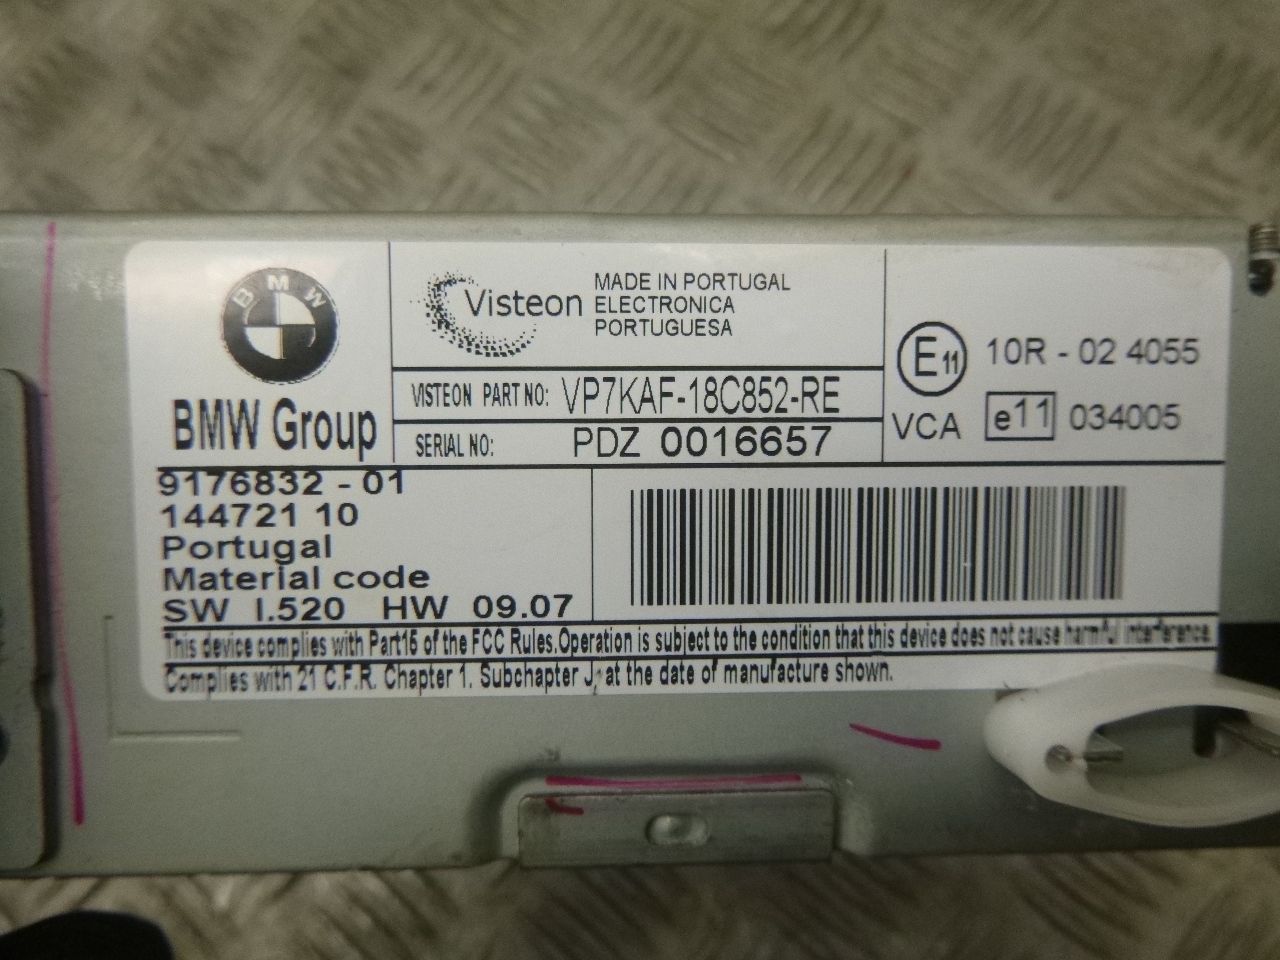 BMW
BMW Group
Visteon
MADE IN PORTUGAL
ELECTRONICA
PORTUGUESA
VISTEON PART NO: VP7KAF-18C852-RE
SERIAL NO: PDZ 0016657
E11 10R - 02 4055
VCA e11 034005
9176832 - 01
144721 10
Portugal
Material code
SW I.520 HW 09.07
This device complies with Part15 of the FCC Rules.Operation is subject to the condition that this device does not cause harmful interference.
Complies with 21 C.F.R. Chapter 1. Subchapter J, at the date of manufacture shown.